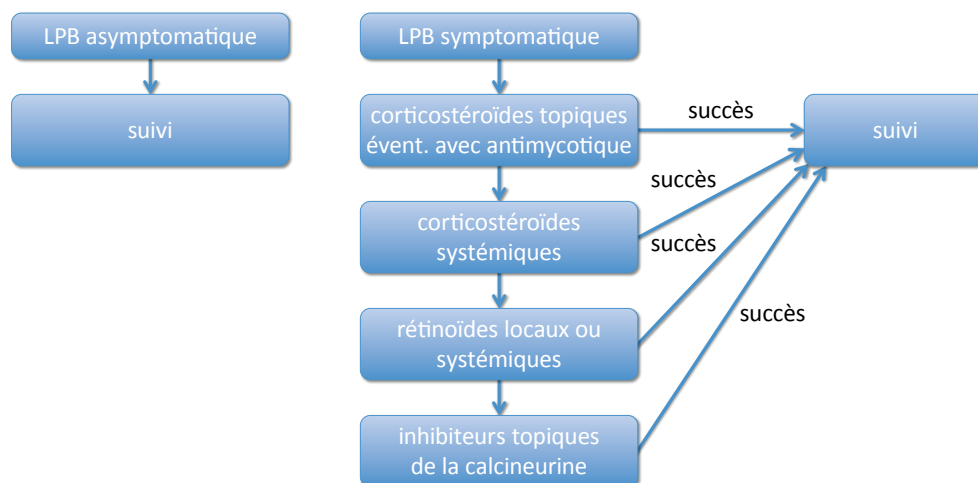 LPB asymptomatique
suivi
LPB symptomatique
corticostéroïdes topiques
évent. avec antimycotique
succès
suivi
succès
corticostéroïdes
systémiques
succès
rétinoïdes locaux ou
systémiques
succès
inhibiteurs topiques
de la calcineurine